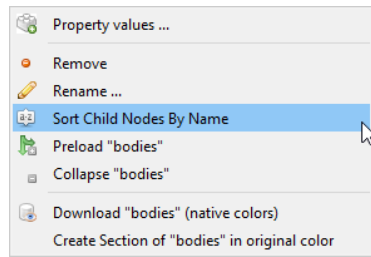 Property values ...
Remove
Rename ...
a-z Sort Child Nodes By Name
Preload "bodies"
Collapse "bodies"
Download "bodies" (native colors)
Create Section of "bodies" in original color